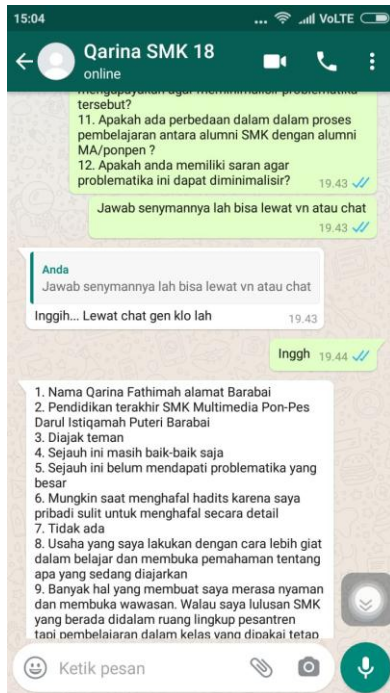 15:04
... VoLTE
Qarina SMK 18
online
mengupayakan agar meminimalisir problematika
tersebut?
11. Apakah ada perbedaan dalam dalam proses
pembelajaran antara alumni SMK dengan alumni
MA/ponpen ?
12. Apakah anda memiliki saran agar
problematika ini dapat diminimalisir?
19.43
Jawab senymannya lah bisa lewat vn atau chat
19.43
Anda
Jawab senymannya lah bisa lewat vn atau chat
Inggih... Lewat chat gen klo lah
19.43
Inggh 19.44
1. Nama Qarina Fathimah alamat Barabai
2. Pendidikan terakhir SMK Multimedia Pon-Pes
Darul Istiqamah Puteri Barabai
3. Diajak teman
4. Sejauh ini masih baik-baik saja
5. Sejauh ini belum mendapati problematika yang
besar
6. Mungkin saat menghafal hadits karena saya
pribadi sulit untuk menghafal secara detail
7. Tidak ada
8. Usaha yang saya lakukan dengan cara lebih giat
dalam belajar dan membuka pemahaman tentang
apa yang sedang diajarkan
9. Banyak hal yang membuat saya merasa nyaman
dan membuka wawasan. Walau saya lulusan SMK
yang berada didalam ruang lingkup pesantren
tapi pembelajaran dalam kelas yang dipakai tetap
Ketik pesan